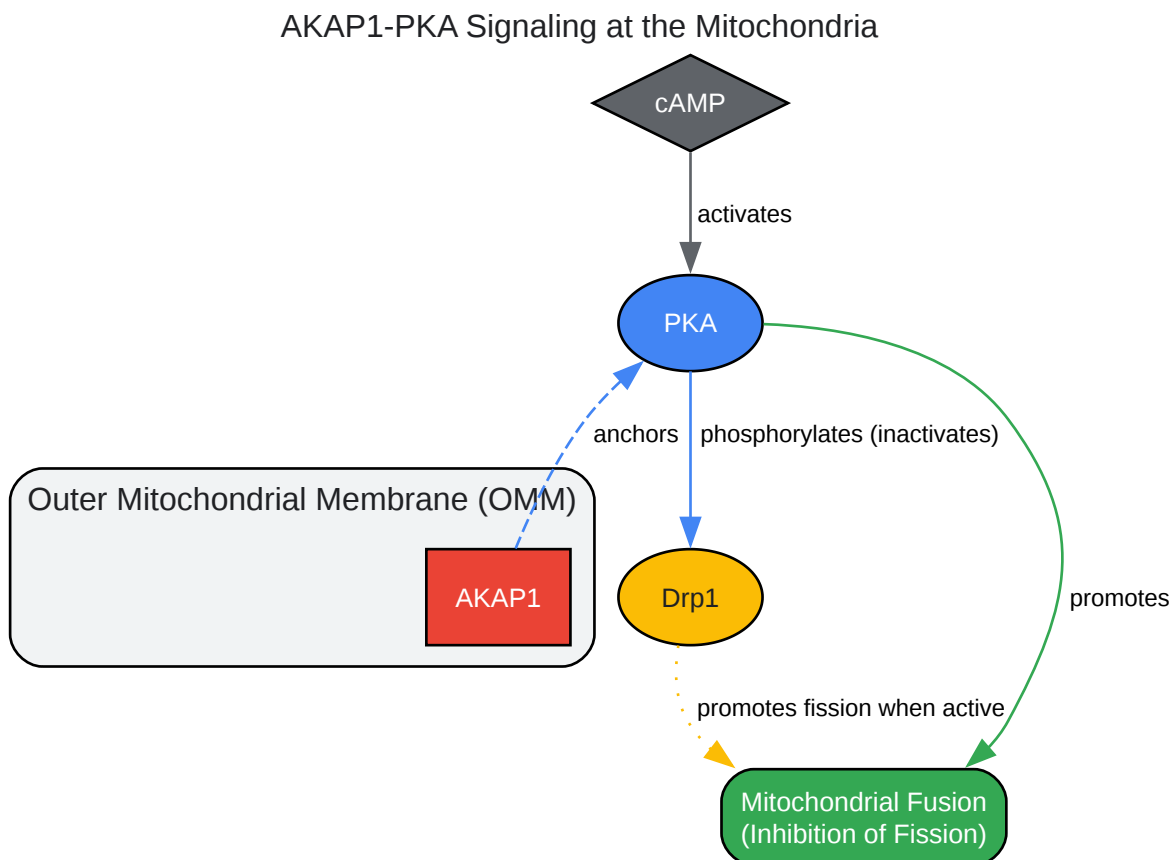 AKAP1-PKA Signaling at the Mitochondria
cAMP
activates
PKA
anchors
phosphorylates (inactivates)
Outer Mitochondrial Membrane (OMM)
AKAP1
Drp1
promotes
promotes fission when active
Mitochondrial Fusion
(Inhibition of Fission)